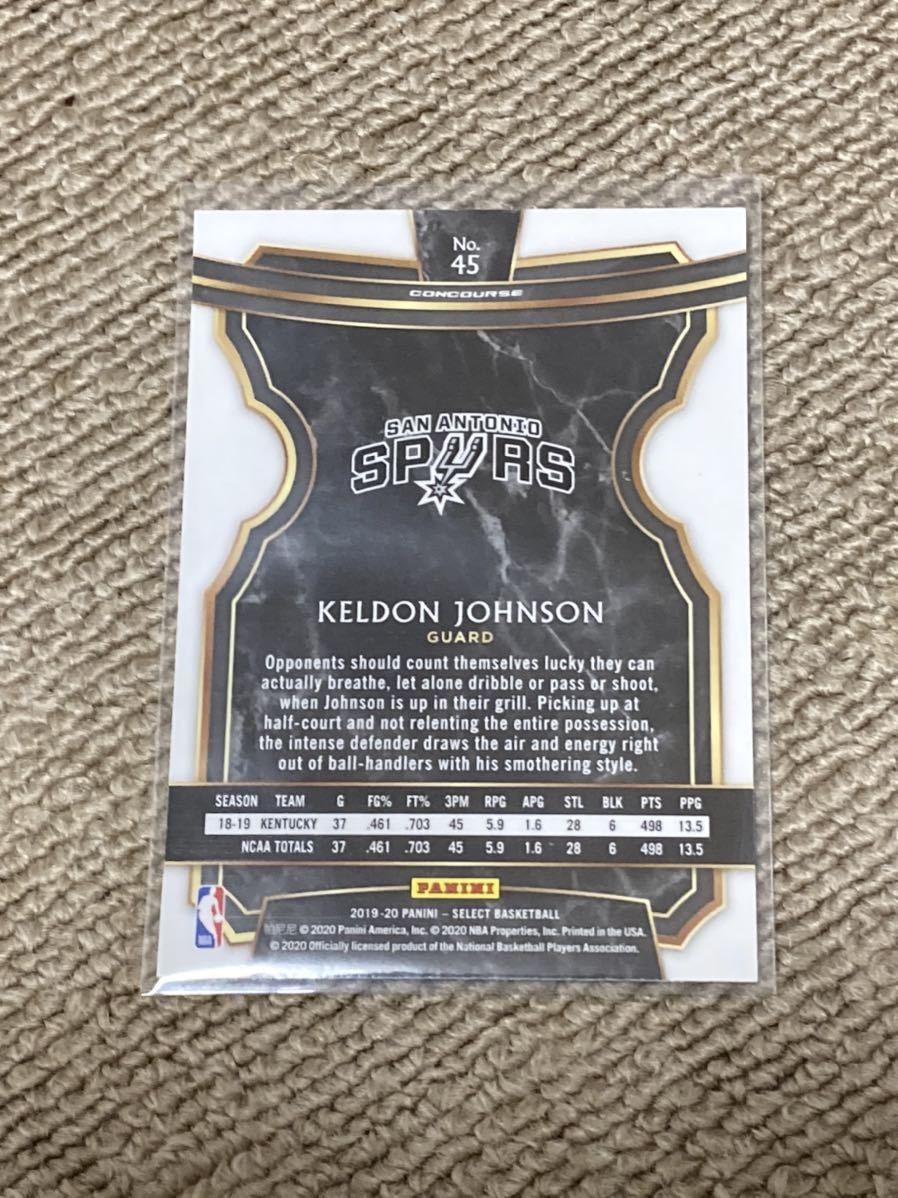 No.
45
CONCOURSE
SAN ANTONIO
SPURS
KELDON JOHNSON
GUARD
Opponents should count themselves lucky they can
actually breathe, let alone dribble or pass or shoot,
when Johnson is up in their grill. Picking up at
half-court and not relenting the entire possession,
the intense defender draws the air and energy right
out of ball-handlers with his smothering style.
SEASON TEAM G FG% FT% 3PM RPG APG STL BLK PTS PPG
18-19 KENTUCKY 37 .461 .703 45 5.9 1.6 28 6 498 13.5
NCAA TOTALS 37 .461 .703 45 5.9 1.6 28 6 498 13.5
PANINI
2019-20 PANINI – SELECT BASKETBALL
帕尼尼 © 2020 Panini America, Inc. © 2020 NBA Properties, Inc. Printed in the USA.
© 2020 Officially licensed product of the National Basketball Players Association.
NBA